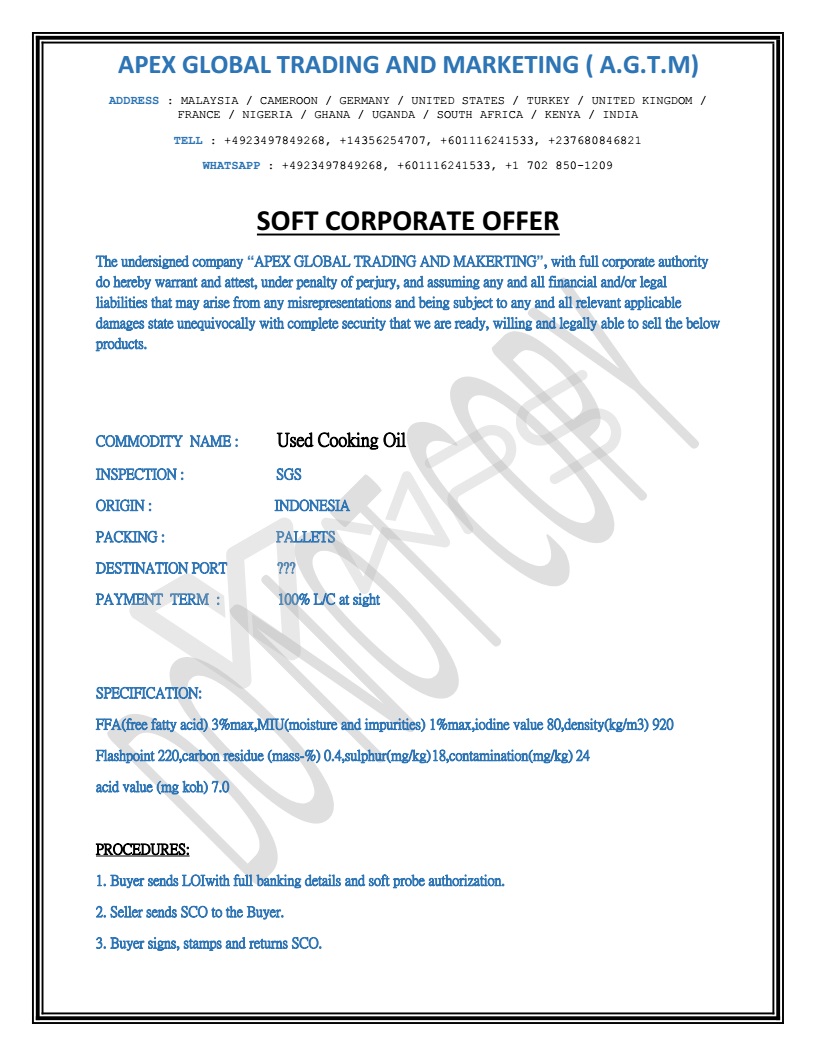 APEX GLOBAL TRADING AND MARKETING ( A.G.T.M)
ADDRESS : MALAYSIA / CAMEROON / GERMANY / UNITED STATES / TURKEY / UNITED KINGDOM /
FRANCE / NIGERIA / GHANA / UGANDA / SOUTH AFRICA / KENYA / INDIA
TELL : +4923497849268, +14356254707, +601116241533, +237680846821
WHATSAPP : +4923497849268, +601116241533, +1 702 850-1209
SOFT CORPORATE OFFER
The undersigned company “APEX GLOBAL TRADING AND MAKERTING”, with full corporate authority
do hereby warrant and attest, under penalty of perjury, and assuming any and all financial and/or legal
liabilities that may arise from any misrepresentations and being subject to any and all relevant applicable
damages state unequivocally with complete security that we are ready, willing and legally able to sell the below
products.
COMMODITY NAME : Used Cooking Oil
INSPECTION : SGS
ORIGIN : INDONESIA
PACKING : PALLETS
DESTINATION PORT ???
PAYMENT TERM : 100% L/C at sight
SPECIFICATION:
FFA(free fatty acid) 3%max,MIU(moisture and impurities) 1%max,iodine value 80,density(kg/m3) 920
Flashpoint 220,carbon residue (mass-%) 0.4,sulphur(mg/kg)18,contamination(mg/kg) 24
acid value (mg koh) 7.0
PROCEDURES:
1. Buyer sends LOIwith full banking details and soft probe authorization.
2. Seller sends SCO to the Buyer.
3. Buyer signs, stamps and returns SCO.
DO NOT COPY